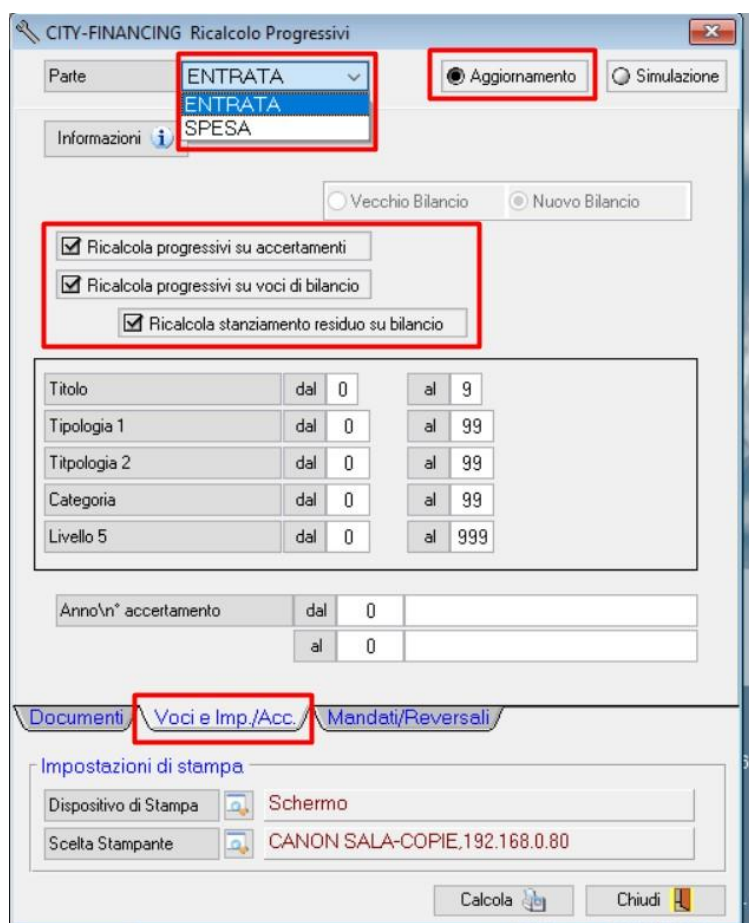 CITY-FINANCING Ricalcolo Progressivi
Parte ENTRATA Aggiornamento Simulazione
ENTRATA
SPESA
Informazioni
Vecchio Bilancio Nuovo Bilancio
Ricalcola progressivi su accertamenti
Ricalcola progressivi su voci di bilancio
Ricalcola stanziamento residuo su bilancio
Titolo dal 0 al 9
Tipologia 1 dal 0 al 99
Titpologia 2 dal 0 al 99
Categoria dal 0 al 99
Livello 5 dal 0 al 999
Anno\n° accertamento dal 0
al 0
Documenti Voci e Imp./Acc. Mandati/Reversali
Impostazioni di stampa
Dispositivo di Stampa Schermo
Scelta Stampante CANON SALA-COPIE,192.168.0.80
Calcola Chiudi